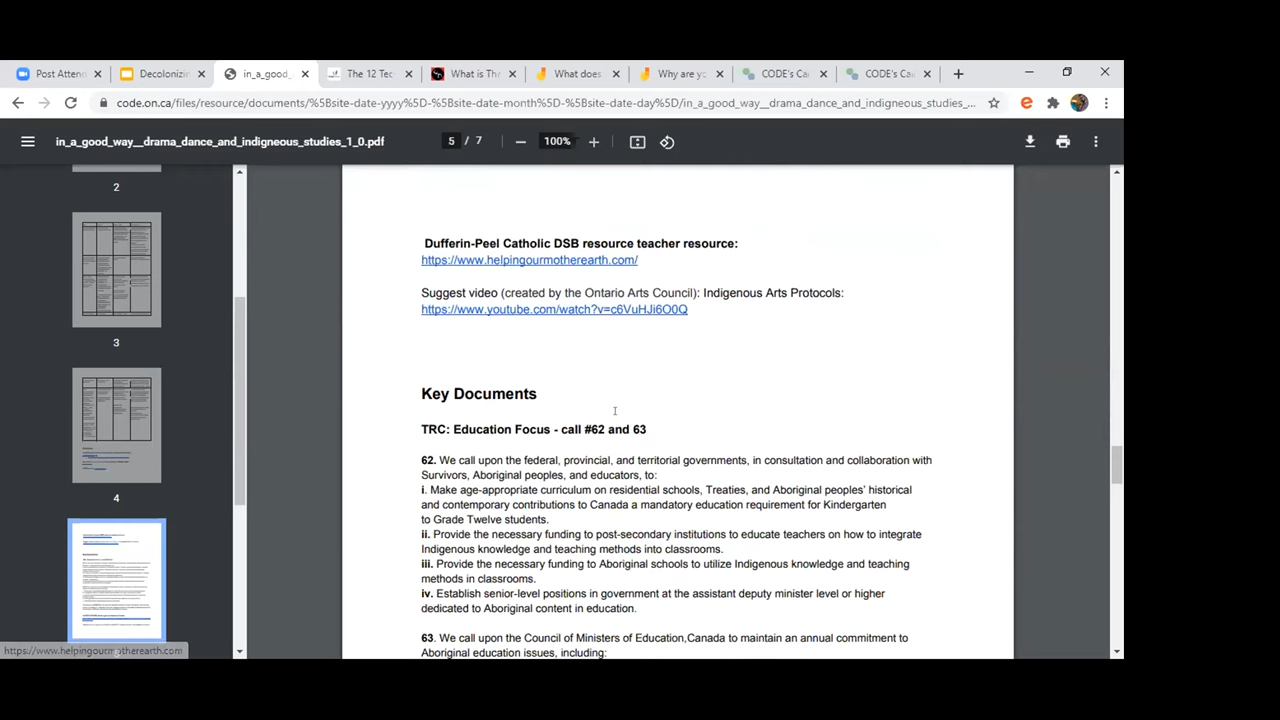 Post Attend
Decolonizin
in_a_good_
The 12 Tec
What is Thr
What does
Why are yo
CODE's Ca
CODE's Ca
code.on.ca/files/resource/documents/%5Bsite-date-yyyy%5D-%5Bsite-date-month%5D-%5Bsite-date-day%5D/in_a_good_way__drama_dance_and_indigneous_studies_...
in_a_good_way__drama_dance_and_indigneous_studies_1_0.pdf
5 / 7
100%
2
3
4
Dufferin-Peel Catholic DSB resource teacher resource:
https://www.helpingourmotherearth.com/
Suggest video (created by the Ontario Arts Council): Indigenous Arts Protocols:
https://www.youtube.com/watch?v=c6VuHJi6O0Q
Key Documents
TRC: Education Focus - call #62 and 63
62. We call upon the federal, provincial, and territorial governments, in consultation and collaboration with
Survivors, Aboriginal peoples, and educators, to:
i. Make age-appropriate curriculum on residential schools, Treaties, and Aboriginal peoples' historical
and contemporary contributions to Canada a mandatory education requirement for Kindergarten
to Grade Twelve students.
ii. Provide the necessary funding to post-secondary institutions to educate teachers on how to integrate
Indigenous knowledge and teaching methods into classrooms.
iii. Provide the necessary funding to Aboriginal schools to utilize Indigenous knowledge and teaching
methods in classrooms.
iv. Establish senior-level positions in government at the assistant deputy minister level or higher
dedicated to Aboriginal content in education.
63. We call upon the Council of Ministers of Education,Canada to maintain an annual commitment to
Aboriginal education issues, including:
https://www.helpingourmotherearth.com